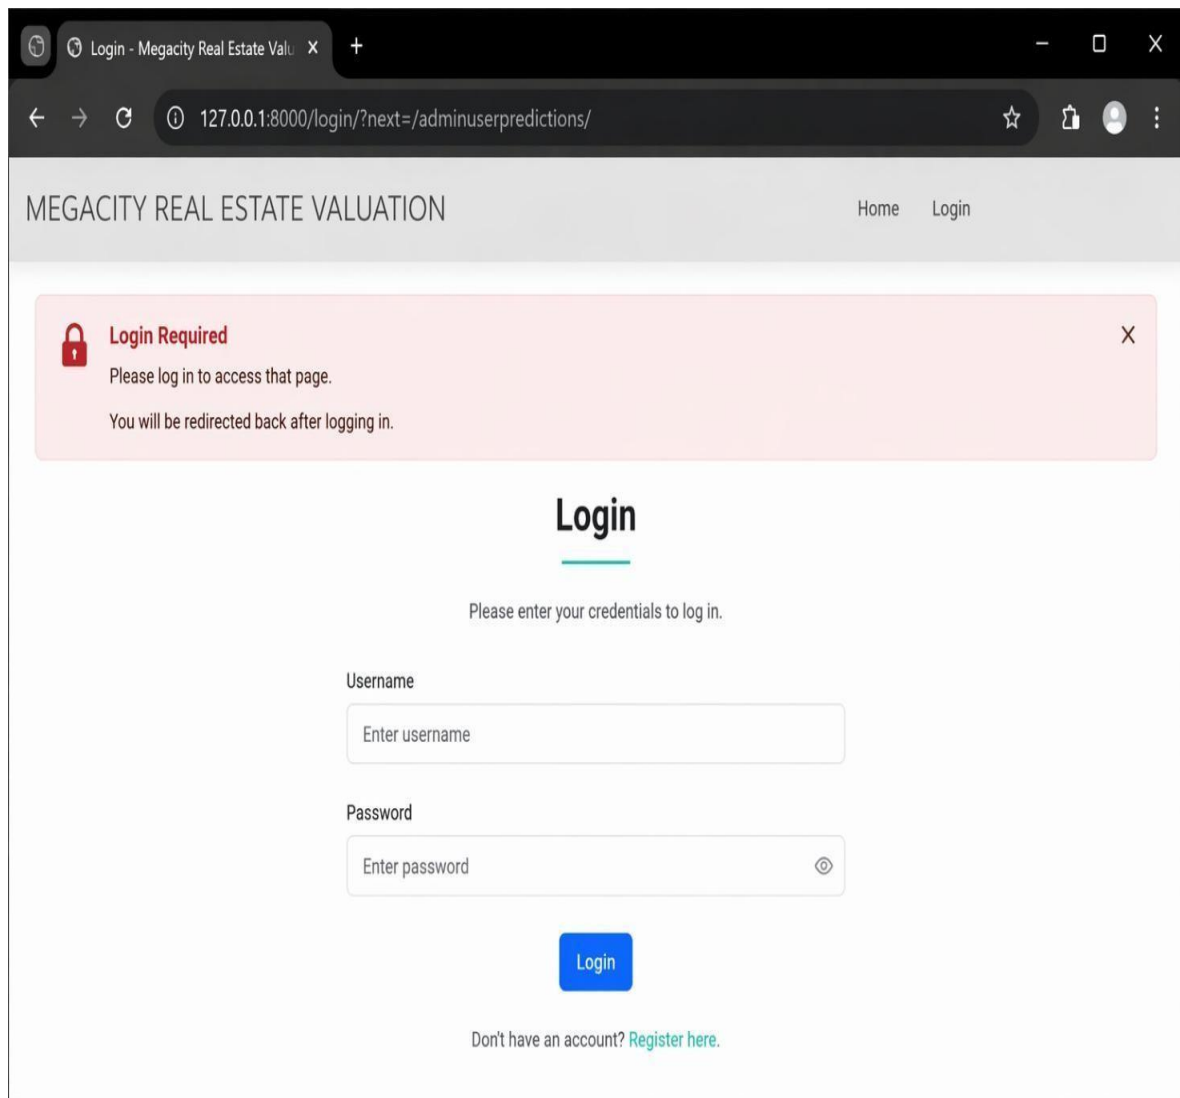 Login - Megacity Real Estate Valu
127.0.0.1:8000/login/?next=/adminuserpredictions/
MEGACITY REAL ESTATE VALUATION
Home Login
Login Required
Please log in to access that page.
You will be redirected back after logging in.
Login
Please enter your credentials to log in.
Username
Enter username
Password
Enter password
Login
Don't have an account? Register here.